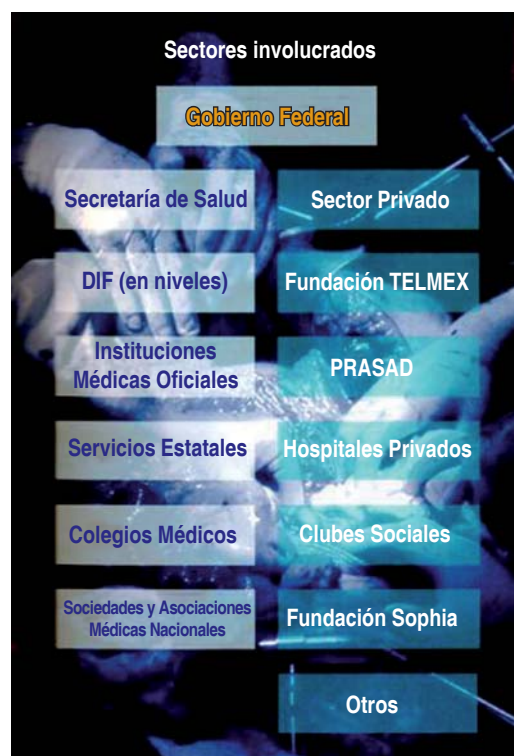 Sectores involucrados
Gobierno Federal
Secretaría de Salud
Sector Privado
DIF (en niveles)
Fundación TELMEX
Instituciones
Médicas Oficiales
PRASAD
Servicios Estatales
Hospitales Privados
Colegios Médicos
Clubes Sociales
Sociedades y Asociaciones
Médicas Nacionales
Fundación Sophia
Otros